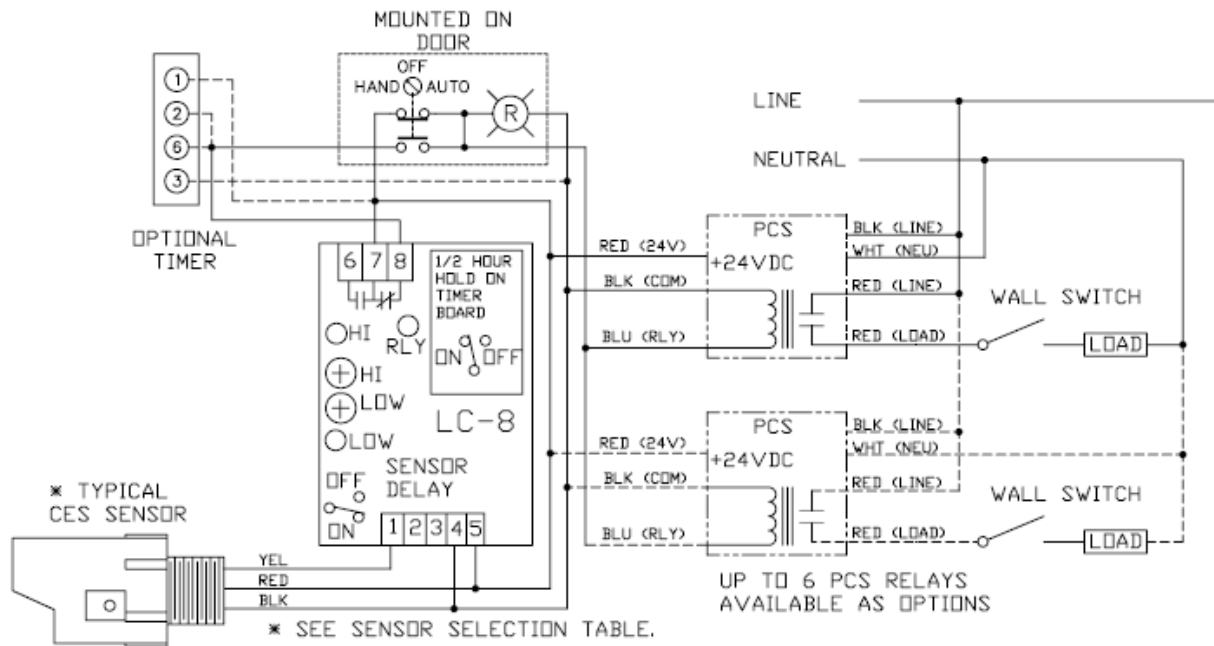 MOUNTED ON
DOOR
OFF
HAND AUTO
R
1
2
6
3
OPTIONAL
TIMER
LINE
NEUTRAL
6 7 8
1/2 HOUR
HOLD ON
TIMER
BOARD
ON OFF
HI
RLY
HI
LOW
LOW
LC-8
SENSOR
DELAY
OFF
ON
1 2 3 4 5
RED (24V)
BLK (COM)
BLU (RLY)
PCS
+24VDC
BLK (LINE)
WHT (NEU)
RED (LINE)
RED (LOAD)
WALL SWITCH
LOAD
RED (24V)
BLK (COM)
BLU (RLY)
PCS
+24VDC
BLK (LINE)
WHT (NEU)
RED (LINE)
RED (LOAD)
WALL SWITCH
LOAD
UP TO 6 PCS RELAYS
AVAILABLE AS OPTIONS
* TYPICAL
CES SENSOR
YEL
RED
BLK
* SEE SENSOR SELECTION TABLE.